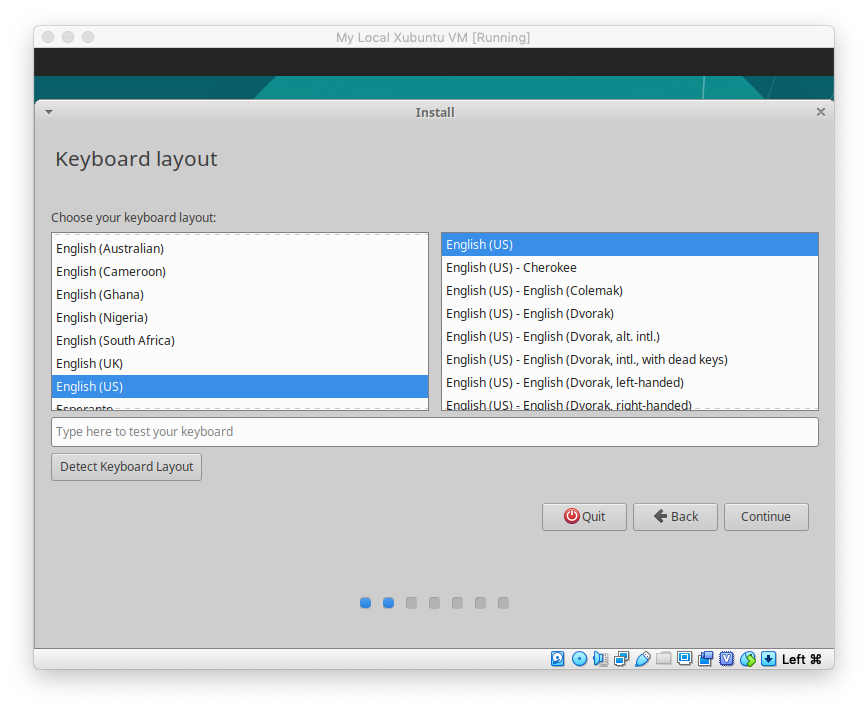 My Local Xubuntu VM [Running]
Install
Keyboard layout
Choose your keyboard layout:
English (Australian)
English (Cameroon)
English (Ghana)
English (Nigeria)
English (South Africa)
English (UK)
English (US)
Esperanto
English (US)
English (US) - Cherokee
English (US) - English (Colemak)
English (US) - English (Dvorak)
English (US) - English (Dvorak, alt. intl.)
English (US) - English (Dvorak, intl., with dead keys)
English (US) - English (Dvorak, left-handed)
English (US) - English (Dvorak, right-handed)
Type here to test your keyboard
Detect Keyboard Layout
Quit
Back
Continue
Left ⌘